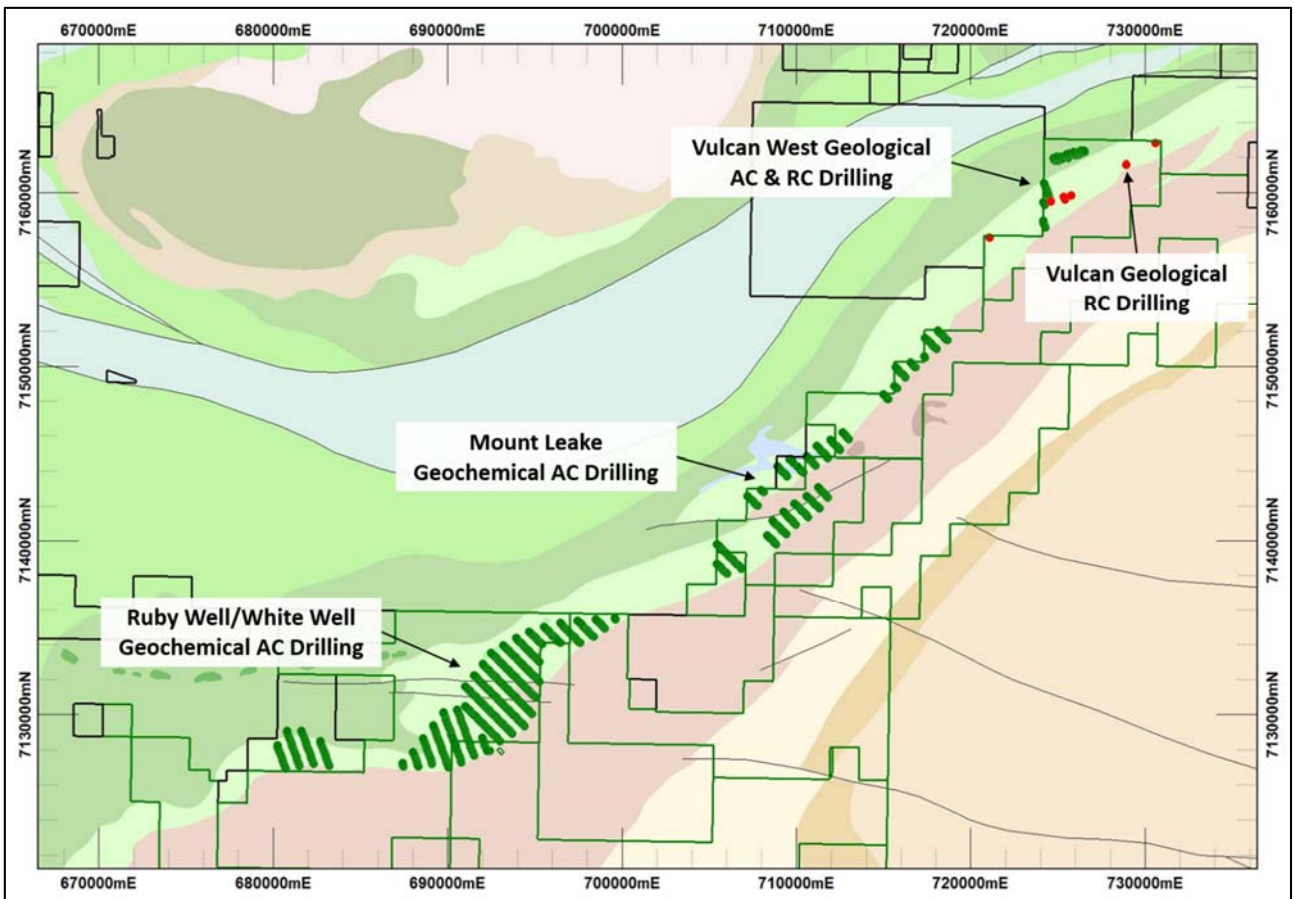 670000mE 680000mE 690000mE 700000mE 710000mE 720000mE 730000mE
7160000mN
7150000mN
7140000mN
7130000mN
Vulcan West Geological
AC & RC Drilling
Vulcan Geological
RC Drilling
Mount Leake
Geochemical AC Drilling
Ruby Well/White Well
Geochemical AC Drilling
7160000mN
7150000mN
7140000mN
7130000mN
670000mE 680000mE 690000mE 700000mE 710000mE 720000mE 730000mE